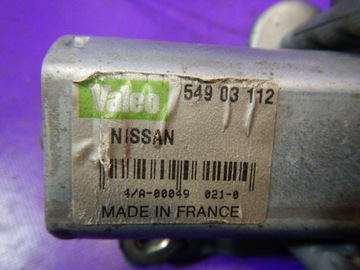 Valeo 549 03 112
NISSAN
4/A-00049 021-0
MADE IN FRANCE